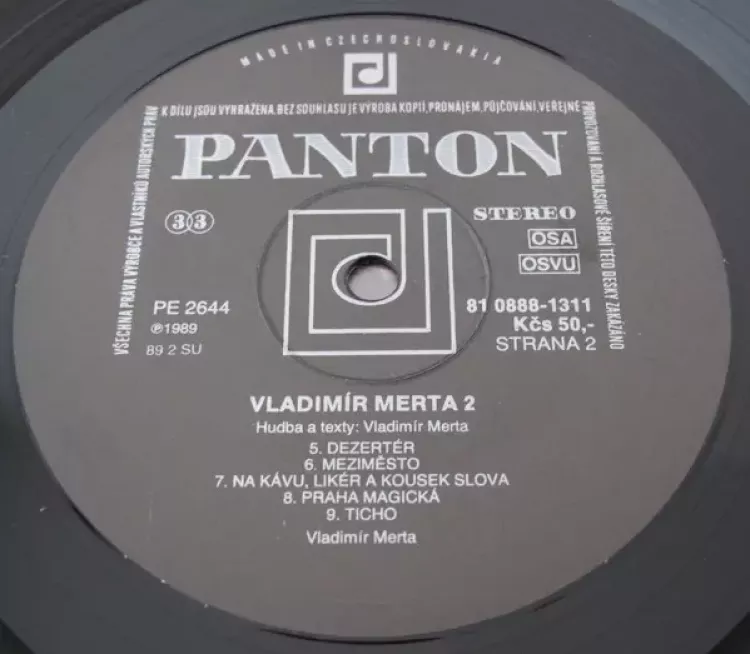 MADE IN CZECHOSLOVAKIA
VŠECHNA PRÁVA VÝROBCE A VLASTNÍKŮ AUTORSKÝCH PRÁV
K DÍLU JSOU VYHRAŽENA. BEZ SOUHLASU JE VÝROBA KOPIÍ, PRONÁJEM, PŮJČOVÁNÍ, VEŘEJNÉ
PROVOZOVÁNÍ A ROZHLASOVÉ ŠÍŘENÍ TÉTO DESKY ZAKÁZÁNO
PANTON
33
STEREO
OSA
OSVU
PE 2644
℗1989
89 2 SU
81 0888-1311
Kčs 50,-
STRANA 2
VLADIMÍR MERTA 2
Hudba a texty: Vladimír Merta
5. DEZERTÉR
6. MEZIMĚSTO
7. NA KÁVU, LIKÉR A KOUSEK SLOVA
8. PRAHA MAGICKÁ
9. TICHO
Vladimír Merta